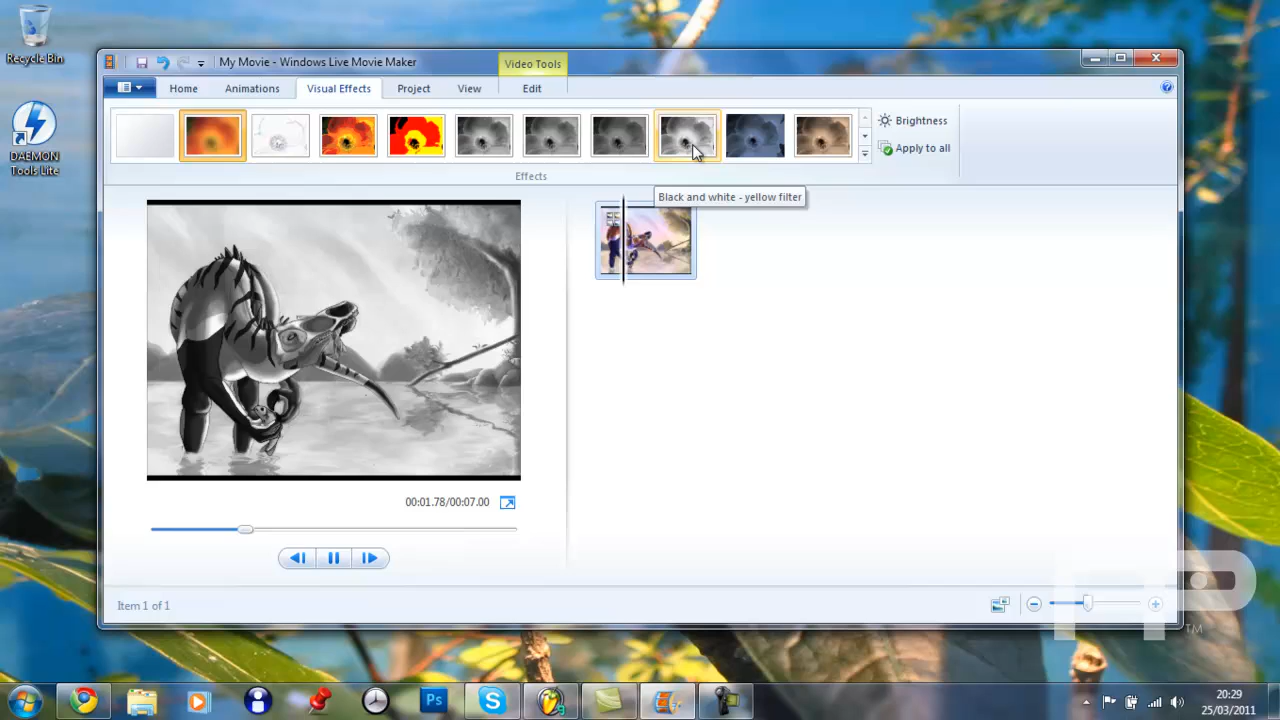 Recycle Bin
DAEMON
Tools Lite
My Movie - Windows Live Movie Maker
Video Tools
Home
Animations
Visual Effects
Project
View
Edit
Brightness
Apply to all
Effects
Black and white - yellow filter
00:01.78/00:07.00
Item 1 of 1
TM
Ps
20:29
25/03/2011